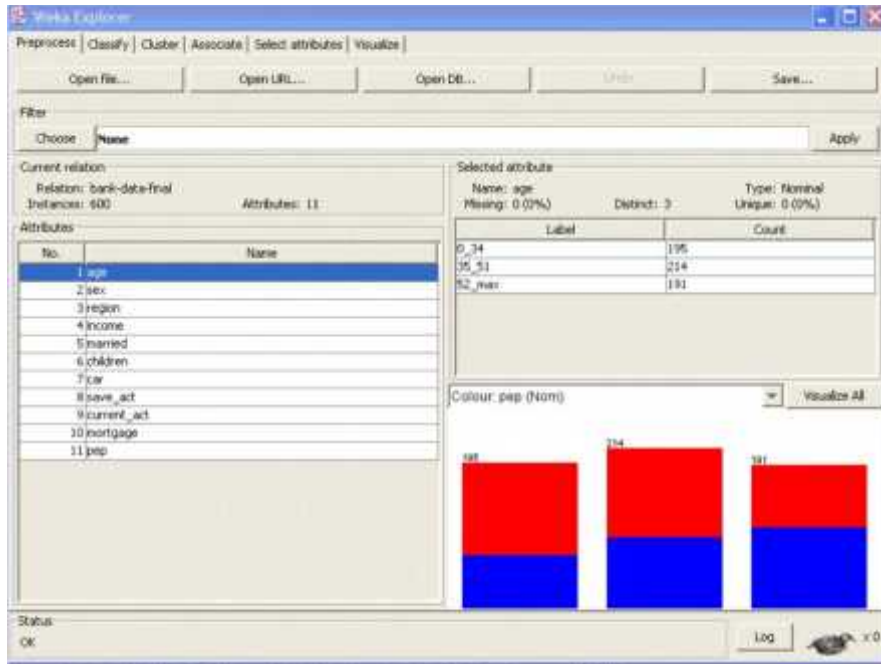 Weka Explorer
Preprocess Classify Cluster Associate Select attributes Visualize
Open file... Open URL... Open DB... Undo Save...
Filter
Choose None Apply
Current relation
Relation: bank-data-final
Instances: 600 Attributes: 11
Attributes
No. Name
1 age
2 sex
3 region
4 income
5 married
6 children
7 car
8 save_act
9 current_act
10 mortgage
11 pep
Selected attribute
Name: age Type: Nominal
Missing: 0 (0%) Distinct: 3 Unique: 0 (0%)
Label Count
0_34 195
35_51 214
52_max 191
Colour: pep (Nom) Visualize All
195 214 191
Status
OK Log x 0